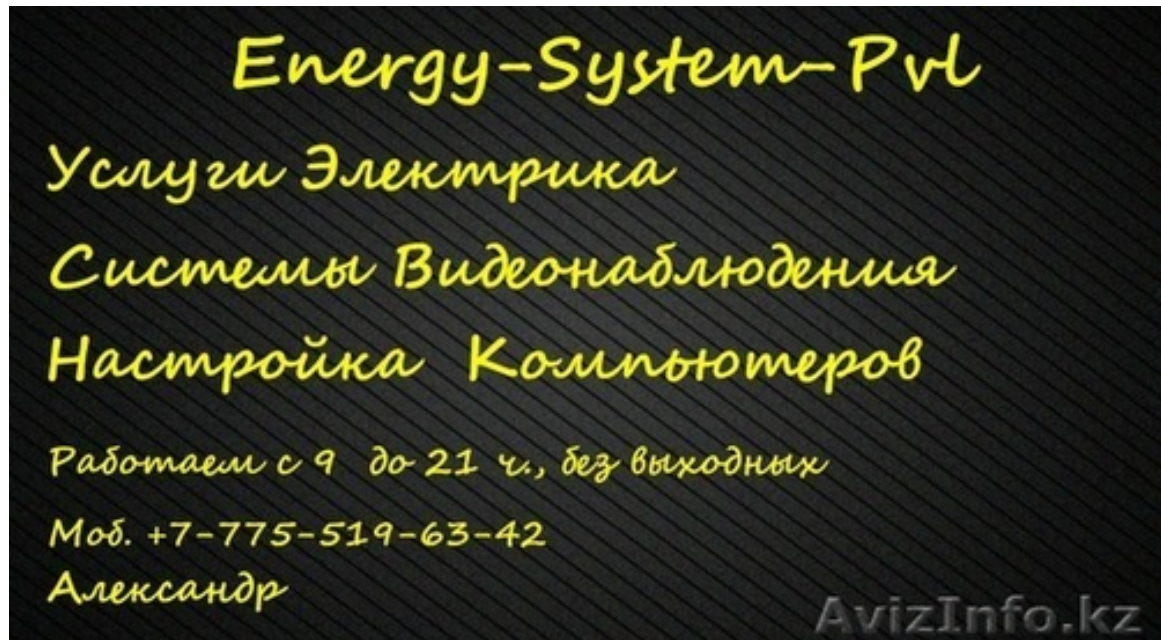 Energy-System-Pvl
Услуги Электрика
Системы Видеонаблюдения
Настройка Компьютеров
Работаем с 9 до 21 ч., без выходных
Моб. +7-775-519-63-42
Александр
AvizInfo.kz